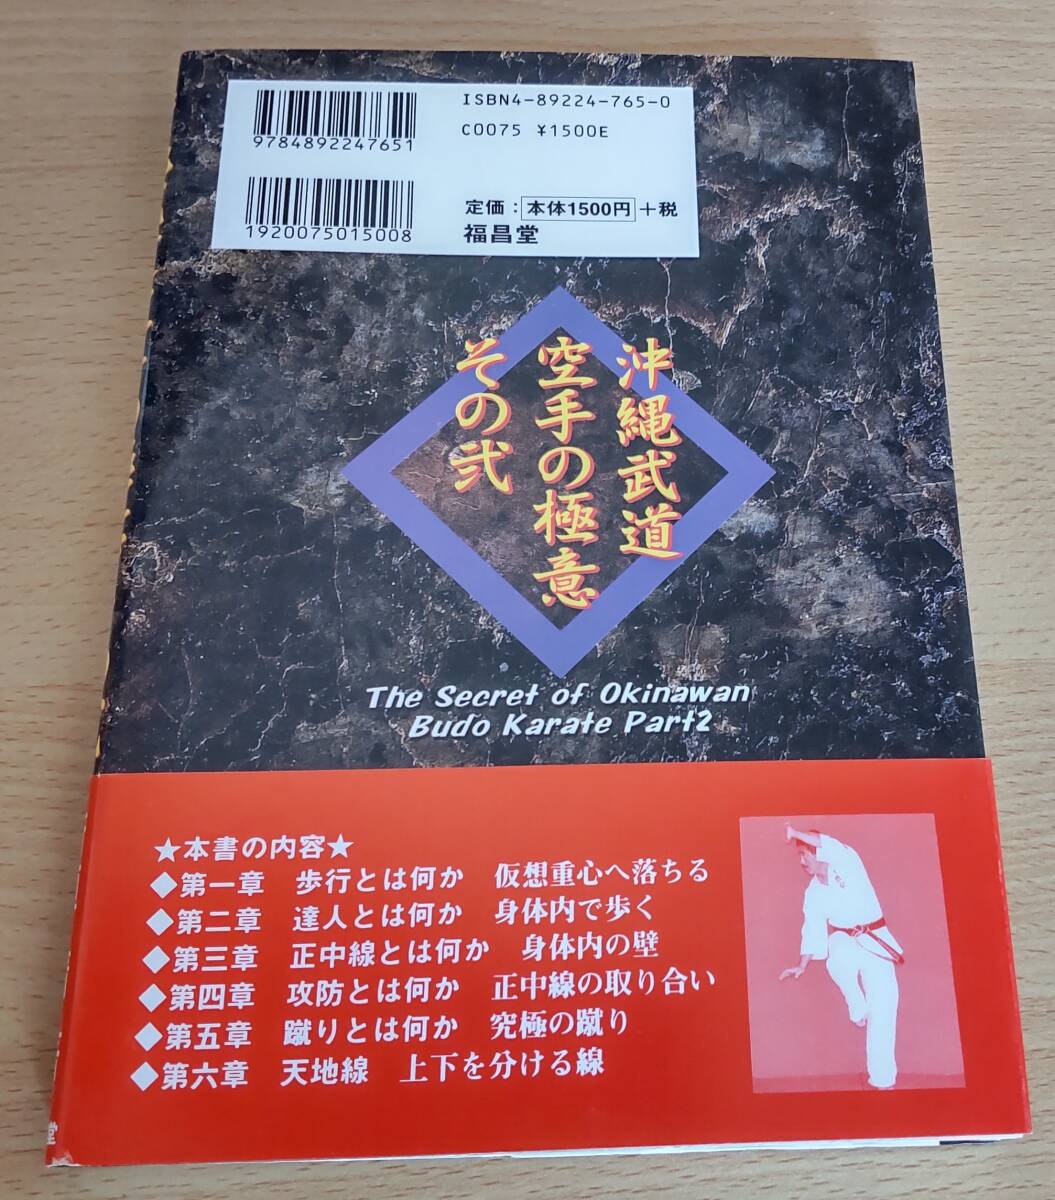 ISBN4-89224-765-0
C0075 ¥1500E
9784892247651
1920075015008
定価：本体1500円+税
福昌堂
沖縄武道
空手の極意
その弐
The Secret of Okinawan
Budo Karate Part2
★本書の内容★
◆第一章 歩行とは何か 仮想重心へ落ちる
◆第二章 達人とは何か 身体内で歩く
◆第三章 正中線とは何か 身体内の壁
◆第四章 攻防とは何か 正中線の取り合い
◆第五章 蹴りとは何か 究極の蹴り
◆第六章 天地線 上下を分ける線
堂